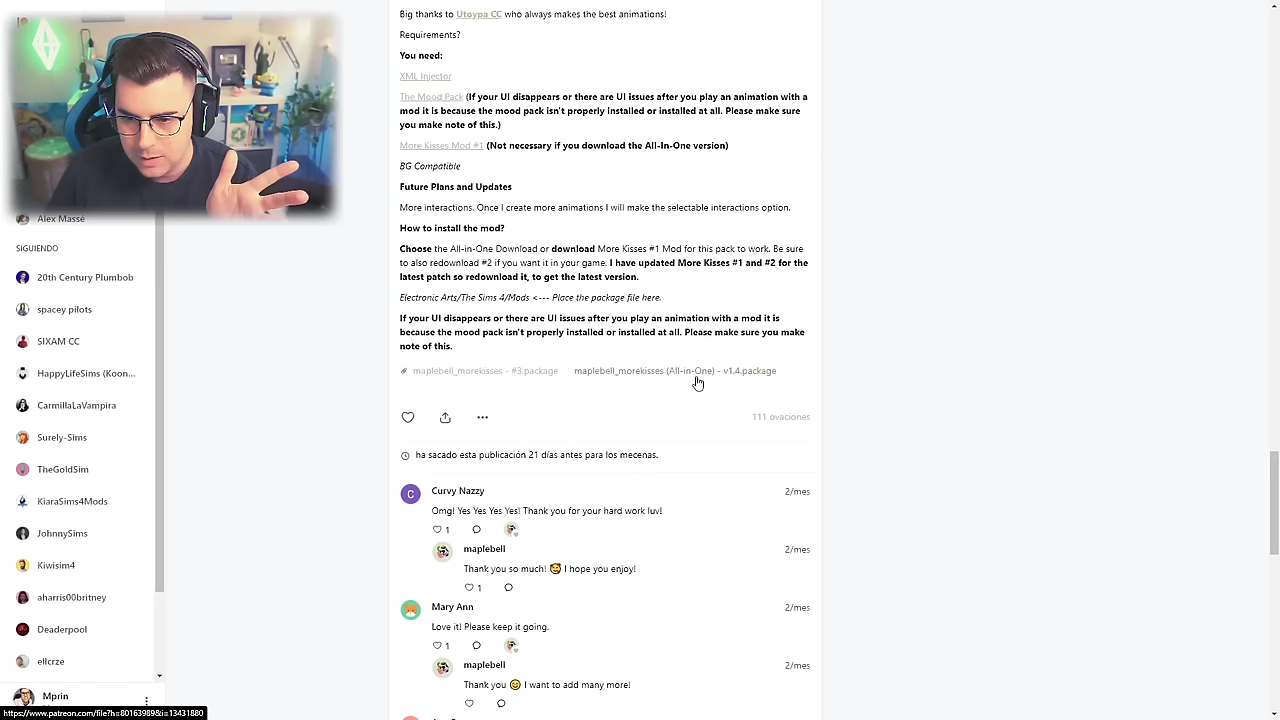 Big thanks to Utoypa CC who always makes the best animations!
Requirements?
You need:
XML Injector
The Mood Pack (If your UI disappears or there are UI issues after you play an animation with a
mod it is because the mood pack isn't properly installed or installed at all. Please make sure
you make note of this.)
More Kisses Mod #1 (Not necessary if you download the All-In-One version)
BG Compatible
Future Plans and Updates
More interactions. Once I create more animations I will make the selectable interactions option.
How to install the mod?
Choose the All-in-One Download or download More Kisses #1 Mod for this pack to work. Be sure
to also redownload #2 if you want it in your game. I have updated More Kisses #1 and #2 for the
latest patch so redownload it, to get the latest version.
Electronic Arts/The Sims 4/Mods <--- Place the package file here.
If your UI disappears or there are UI issues after you play an animation with a mod it is
because the mood pack isn't properly installed or installed at all. Please make sure you make
note of this.
maplebell_morekisses - #3.package maplebell_morekisses (All-in-One) - v1.4.package
111 ovaciones
ha sacado esta publicación 21 días antes para los mecenas.
C
Curvy Nazzy 2/mes
Omg! Yes Yes Yes Yes! Thank you for your hard work luv!
1
maplebell 2/mes
Thank you so much! 🥰 I hope you enjoy!
1
Mary Ann 2/mes
Love it! Please keep it going.
1
maplebell 2/mes
Thank you 😊 I want to add many more!
Alex Massé
SIGUIENDO
20th Century Plumbob
spacey pilots
SIXAM CC
HappyLifeSims (Koon...
CarmillaLaVampira
Surely-Sims
TheGoldSim
KiaraSims4Mods
JohnnySims
Kiwisim4
aharris00britney
Deaderpool
ellcrze
Mprin
https://www.patreon.com/file?h=80163989&i=13431880